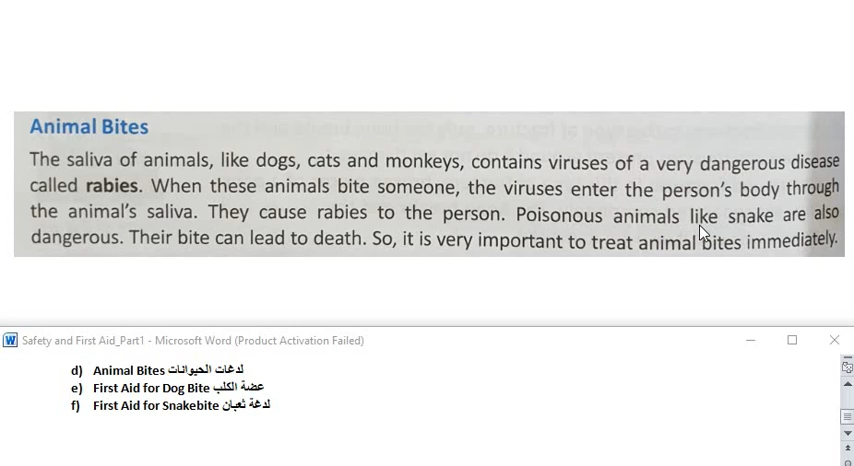 Animal Bites
The saliva of animals, like dogs, cats and monkeys, contains viruses of a very dangerous disease
called rabies. When these animals bite someone, the viruses enter the person's body through
the animal's saliva. They cause rabies to the person. Poisonous animals like snake are also
dangerous. Their bite can lead to death. So, it is very important to treat animal bites immediately.
Safety and First Aid_Part1 - Microsoft Word (Product Activation Failed)
d) Animal Bites لدغات الحيوانات
e) First Aid for Dog Bite عضة الكلب
f) First Aid for Snakebite لدغة ثعبان